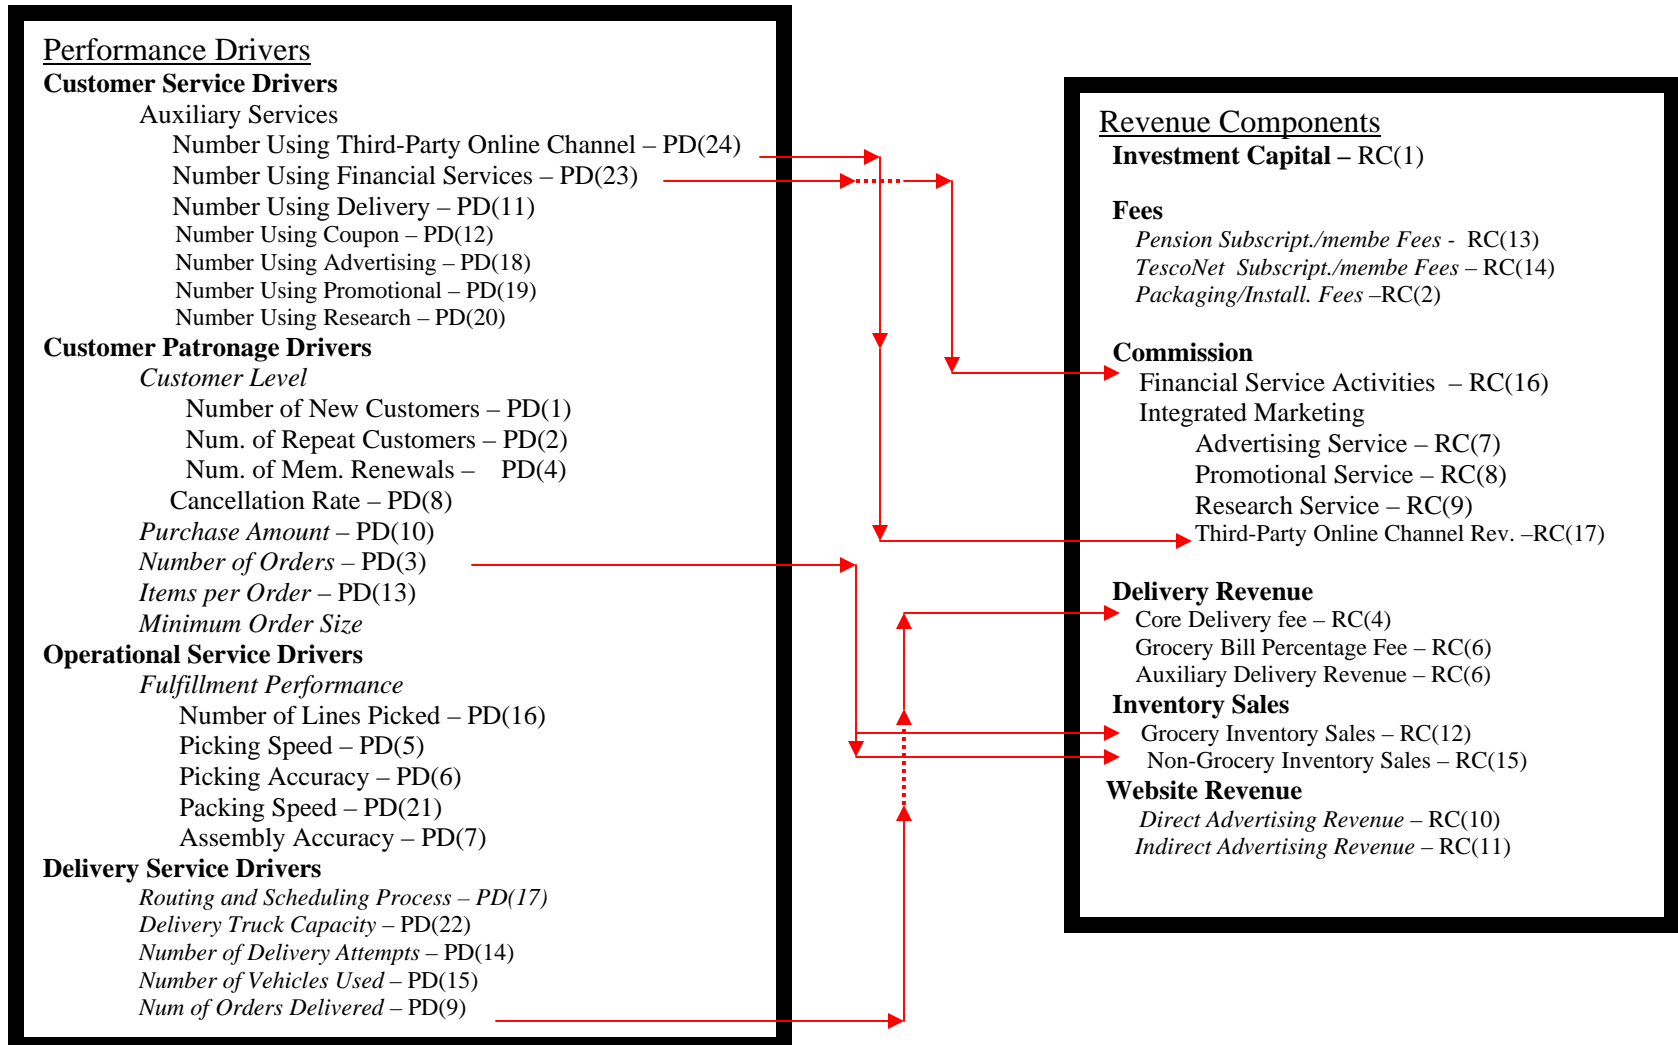 Performance Drivers
Customer Service Drivers
Auxiliary Services
Number Using Third-Party Online Channel – PD(24)
Number Using Financial Services – PD(23)
Number Using Delivery – PD(11)
Number Using Coupon – PD(12)
Number Using Advertising – PD(18)
Number Using Promotional – PD(19)
Number Using Research – PD(20)
Customer Patronage Drivers
Customer Level
Number of New Customers – PD(1)
Num. of Repeat Customers – PD(2)
Num. of Mem. Renewals – PD(4)
Cancellation Rate – PD(8)
Purchase Amount – PD(10)
Number of Orders – PD(3)
Items per Order – PD(13)
Minimum Order Size
Operational Service Drivers
Fulfillment Performance
Number of Lines Picked – PD(16)
Picking Speed – PD(5)
Picking Accuracy – PD(6)
Packing Speed – PD(21)
Assembly Accuracy – PD(7)
Delivery Service Drivers
Routing and Scheduling Process – PD(17)
Delivery Truck Capacity – PD(22)
Number of Delivery Attempts – PD(14)
Number of Vehicles Used – PD(15)
Num of Orders Delivered – PD(9)
Revenue Components
Investment Capital – RC(1)
Fees
Pension Subscript./membe Fees - RC(13)
TescoNet Subscript./membe Fees – RC(14)
Packaging/Install. Fees –RC(2)
Commission
Financial Service Activities – RC(16)
Integrated Marketing
Advertising Service – RC(7)
Promotional Service – RC(8)
Research Service – RC(9)
Third-Party Online Channel Rev. –RC(17)
Delivery Revenue
Core Delivery fee – RC(4)
Grocery Bill Percentage Fee – RC(6)
Auxiliary Delivery Revenue – RC(6)
Inventory Sales
Grocery Inventory Sales – RC(12)
Non-Grocery Inventory Sales – RC(15)
Website Revenue
Direct Advertising Revenue – RC(10)
Indirect Advertising Revenue – RC(11)